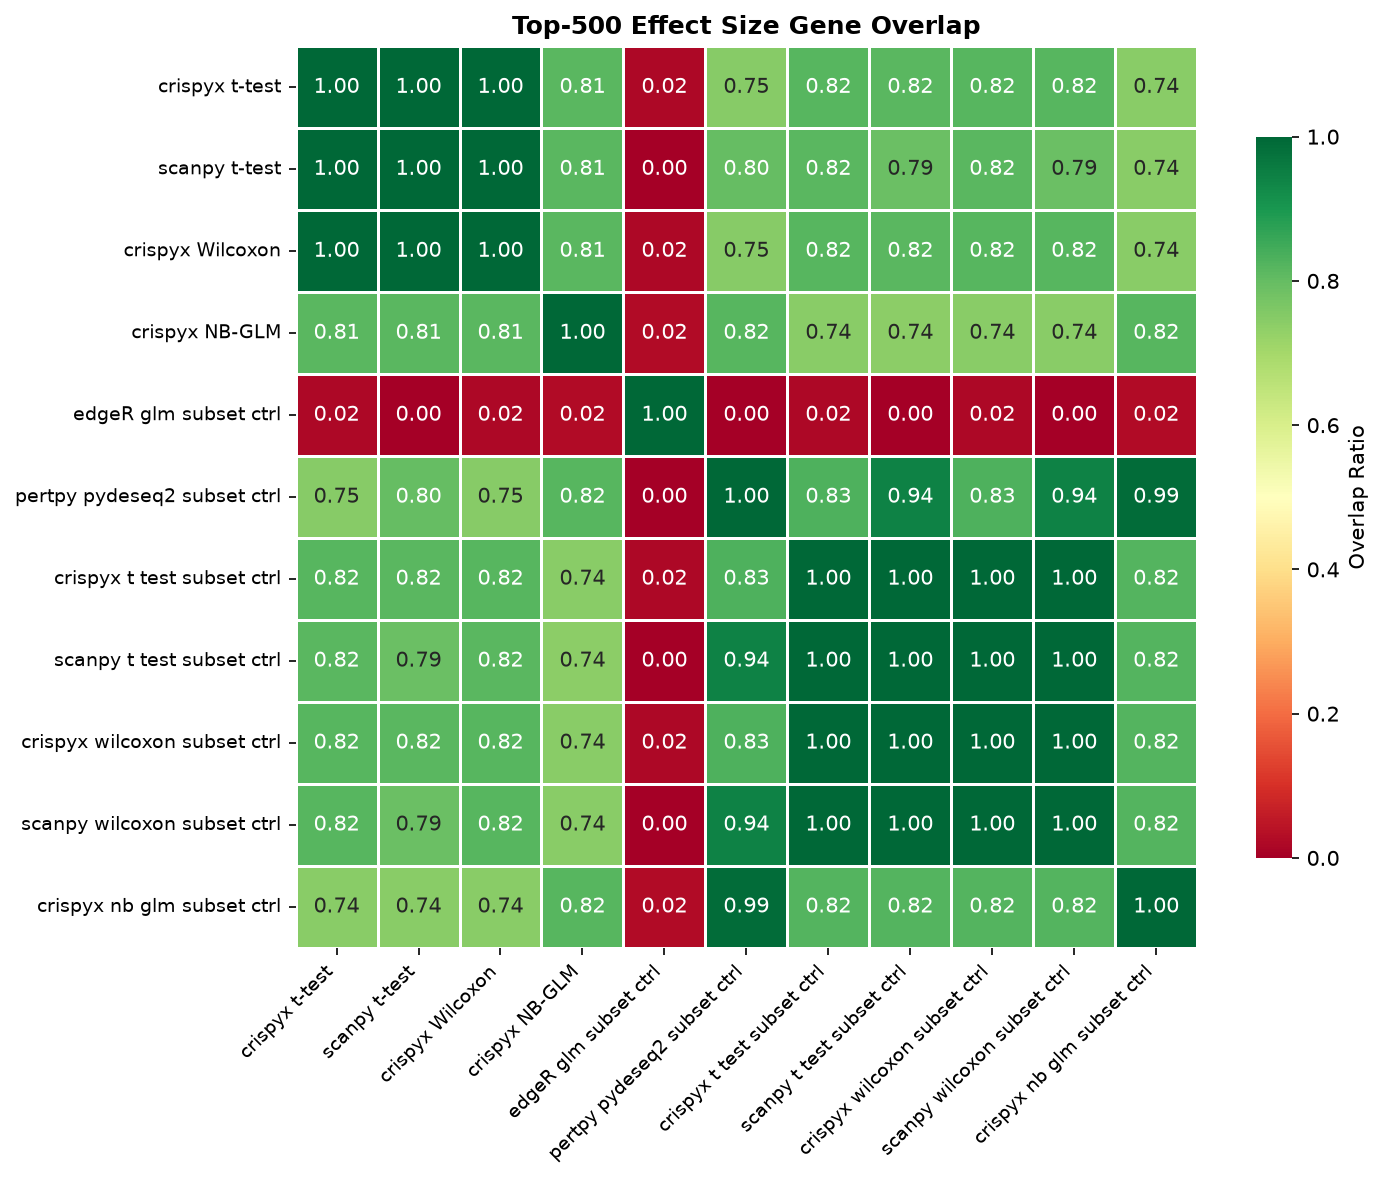 Top-500 Effect Size Gene Overlap
crispyx t-test 1.00 1.00 1.00 0.81 0.02 0.75 0.82 0.82 0.82 0.82 0.74
scanpy t-test 1.00 1.00 1.00 0.81 0.00 0.80 0.82 0.79 0.82 0.79 0.74
crispyx Wilcoxon 1.00 1.00 1.00 0.81 0.02 0.75 0.82 0.82 0.82 0.82 0.74
crispyx NB-GLM 0.81 0.81 0.81 1.00 0.02 0.82 0.74 0.74 0.74 0.74 0.82
edgeR glm subset ctrl 0.02 0.00 0.02 0.02 1.00 0.00 0.02 0.00 0.02 0.00 0.02
pertpy pydeseq2 subset ctrl 0.75 0.80 0.75 0.82 0.00 1.00 0.83 0.94 0.83 0.94 0.99
crispyx t test subset ctrl 0.82 0.82 0.82 0.74 0.02 0.83 1.00 1.00 1.00 1.00 0.82
scanpy t test subset ctrl 0.82 0.79 0.82 0.74 0.00 0.94 1.00 1.00 1.00 1.00 0.82
crispyx wilcoxon subset ctrl 0.82 0.82 0.82 0.74 0.02 0.83 1.00 1.00 1.00 1.00 0.82
scanpy wilcoxon subset ctrl 0.82 0.79 0.82 0.74 0.00 0.94 1.00 1.00 1.00 1.00 0.82
crispyx nb glm subset ctrl 0.74 0.74 0.74 0.82 0.02 0.99 0.82 0.82 0.82 0.82 1.00
crispyx t-test
scanpy t-test
crispyx Wilcoxon
crispyx NB-GLM
edgeR glm subset ctrl
pertpy pydeseq2 subset ctrl
crispyx t test subset ctrl
scanpy t test subset ctrl
crispyx wilcoxon subset ctrl
scanpy wilcoxon subset ctrl
crispyx nb glm subset ctrl
1.0
0.8
0.6
0.4
0.2
0.0
Overlap Ratio